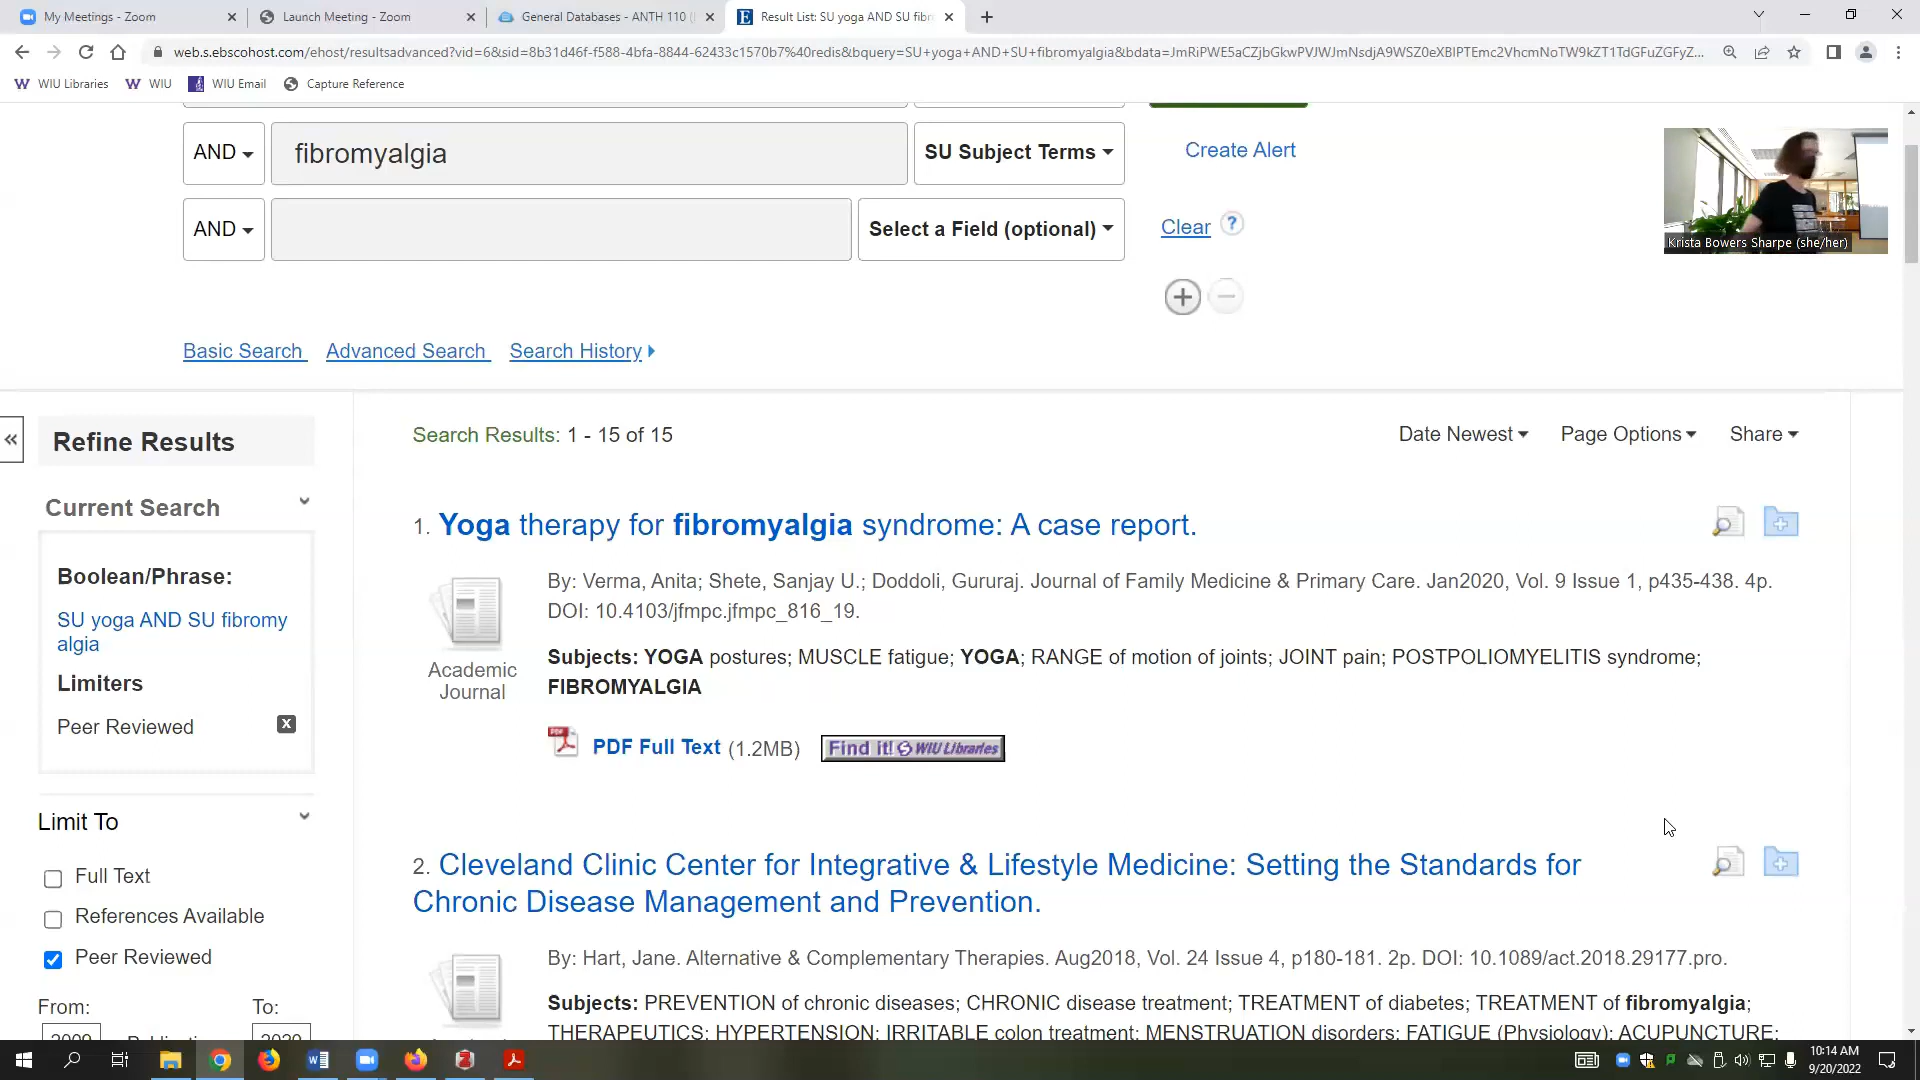 My Meetings - Zoom
Launch Meeting - Zoom
General Databases - ANTH 110 (
Result List: SU yoga AND SU fibr
web.s.ebscohost.com/ehost/resultsadvanced?vid=6&sid=8b31d46f-f588-4bfa-8844-62433c1570b7%40redis&bquery=SU+yoga+AND+SU+fibromyalgia&bdata=JmRiPWE5aCZjbGkwPVJWJmNsdjA9WSZ0eXBlPTEmc2VhcmNoTW9kZT1TdGFuZGFyZ...
WIU Libraries
WIU
WIU Email
Capture Reference
AND
fibromyalgia
SU Subject Terms
Create Alert
AND
Select a Field (optional)
Clear ?
Krista Bowers Sharpe (she/her)
Basic Search
Advanced Search
Search History
Refine Results
Search Results: 1 - 15 of 15
Date Newest
Page Options
Share
Current Search
Boolean/Phrase:
SU yoga AND SU fibromy
algia
Limiters
Peer Reviewed
1. Yoga therapy for fibromyalgia syndrome: A case report.
By: Verma, Anita; Shete, Sanjay U.; Doddoli, Gururaj. Journal of Family Medicine & Primary Care. Jan2020, Vol. 9 Issue 1, p435-438. 4p.
DOI: 10.4103/jfmpc.jfmpc_816_19.
Academic
Journal
Subjects: YOGA postures; MUSCLE fatigue; YOGA; RANGE of motion of joints; JOINT pain; POSTPOLIOMYELITIS syndrome;
FIBROMYALGIA
PDF Full Text (1.2MB)
Find it! WIU Libraries
Limit To
Full Text
References Available
Peer Reviewed
From:
To:
2. Cleveland Clinic Center for Integrative & Lifestyle Medicine: Setting the Standards for
Chronic Disease Management and Prevention.
By: Hart, Jane. Alternative & Complementary Therapies. Aug2018, Vol. 24 Issue 4, p180-181. 2p. DOI: 10.1089/act.2018.29177.pro.
Subjects: PREVENTION of chronic diseases; CHRONIC disease treatment; TREATMENT of diabetes; TREATMENT of fibromyalgia;
THERAPEUTICS; HYPERTENSION; IRRITABLE colon treatment; MENSTRUATION disorders; FATIGUE (Physiology); ACUPUNCTURE;
10:14 AM
9/20/2022